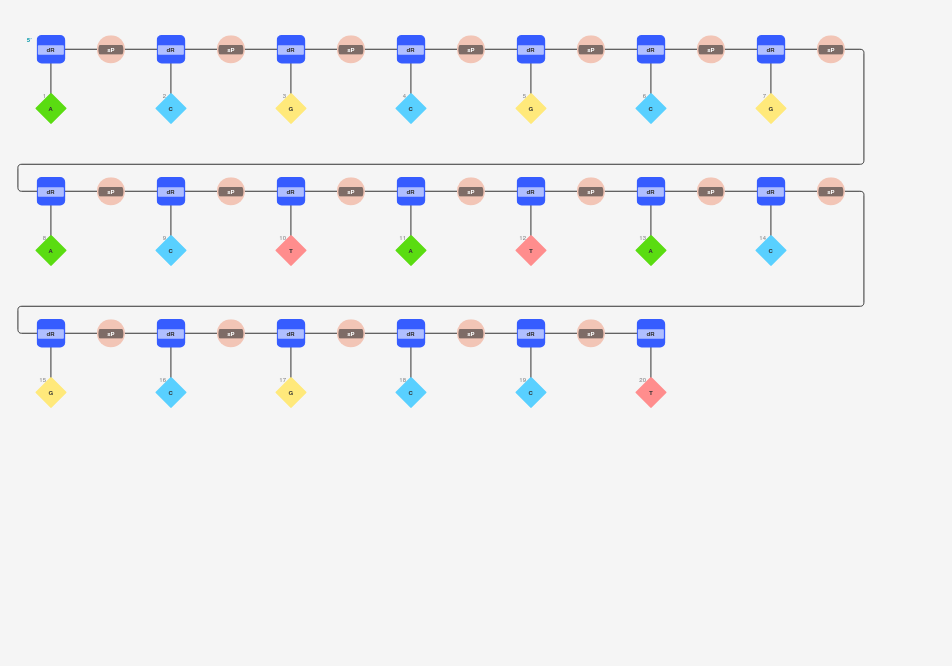 5'
dR sP dR sP dR sP dR sP dR sP dR sP dR sP
1 2 3 4 5 6 7
A C G C G C G
dR sP dR sP dR sP dR sP dR sP dR sP dR sP
8 9 10 11 12 13 14
A C T A T A C
dR sP dR sP dR sP dR sP dR sP dR
15 16 17 18 19 20
G C G C C T